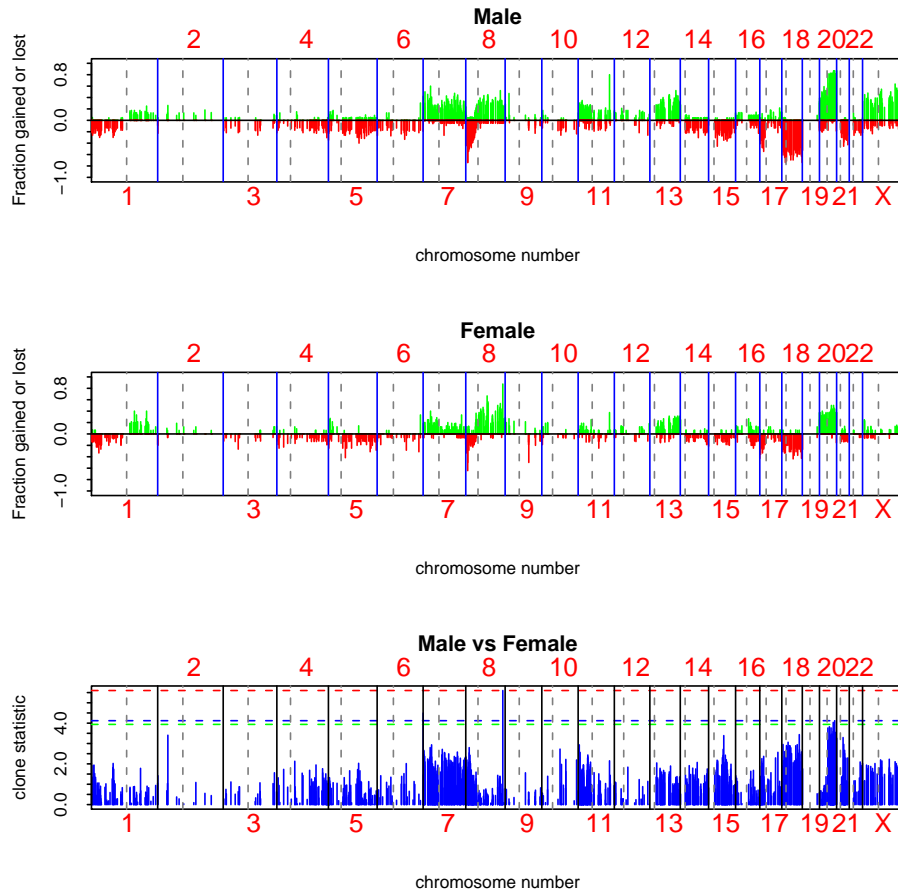 Male
2 4 6 8 10 12 14 16 18 20 22
Fraction gained or lost
0.8
0.0
−1.0
1 3 5 7 9 11 13 15 17 19 21 X
chromosome number
Female
2 4 6 8 10 12 14 16 18 20 22
Fraction gained or lost
0.8
0.0
−1.0
1 3 5 7 9 11 13 15 17 19 21 X
chromosome number
Male vs Female
2 4 6 8 10 12 14 16 18 20 22
clone statistic
4.0
2.0
0.0
1 3 5 7 9 11 13 15 17 19 21 X
chromosome number